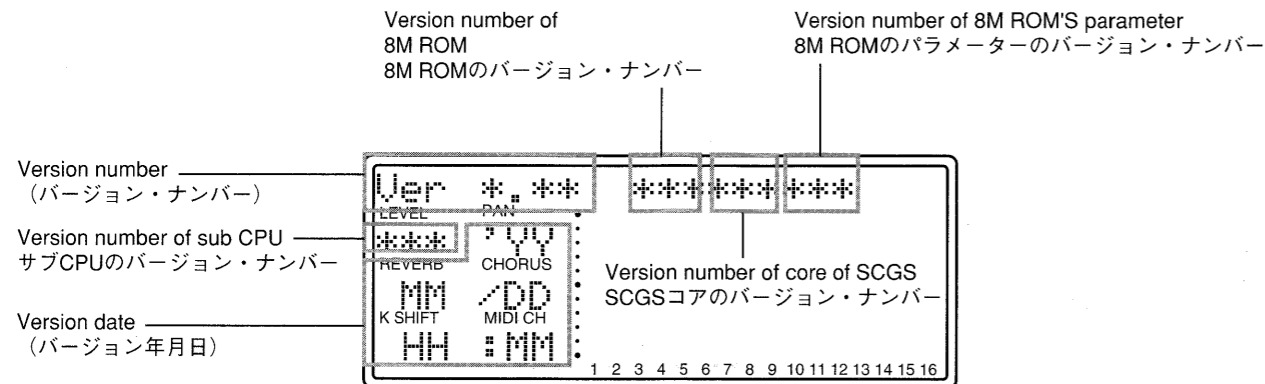 Version number of
8M ROM
8M ROMのバージョン・ナンバー
Version number of 8M ROM'S parameter
8M ROMのパラメーターのバージョン・ナンバー
Version number
（バージョン・ナンバー）
Version number of sub CPU
サブCPUのバージョン・ナンバー
Version date
（バージョン年月日）
Ver *.** *** *** ***
LEVEL PAN
*** 'YY
REVERB CHORUS
MM /DD
K SHIFT MIDI CH
HH :MM
Version number of core of SCGS
SCGSコアのバージョン・ナンバー
1 2 3 4 5 6 7 8 9 10 11 12 13 14 15 16